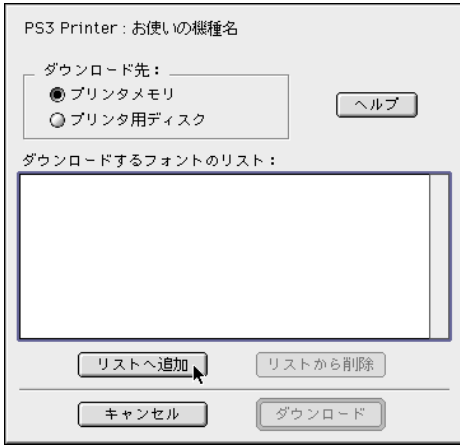 PS3 Printer : お使いの機種名
ダウンロード先：
プリンタメモリ
プリンタ用ディスク
ヘルプ
ダウンロードするフォントのリスト：
リストへ追加
リストから削除
キャンセル
ダウンロード